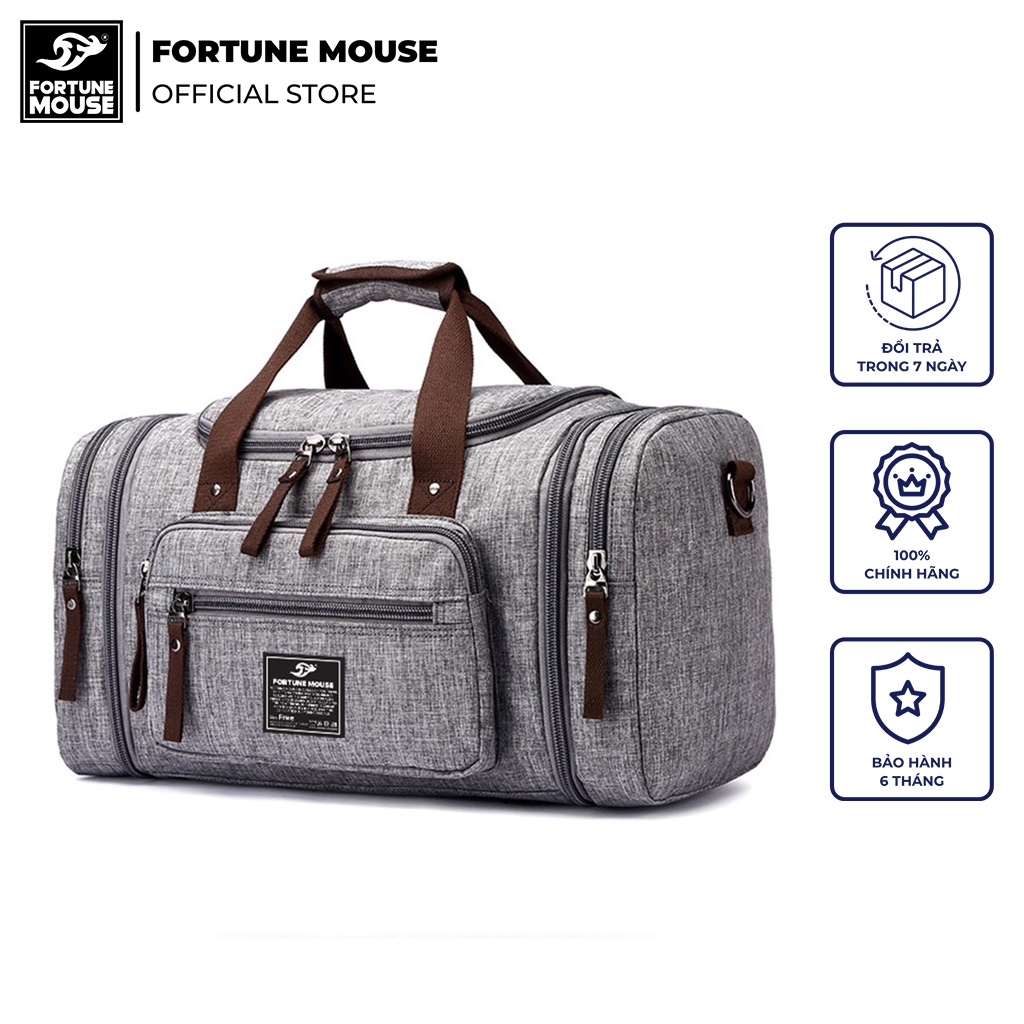 FORTUNE
MOUSE
FORTUNE MOUSE
OFFICIAL STORE
ĐỔI TRẢ
TRONG 7 NGÀY
100%
CHÍNH HÃNG
BẢO HÀNH
6 THÁNG
FORTUNE MOUSE
Free